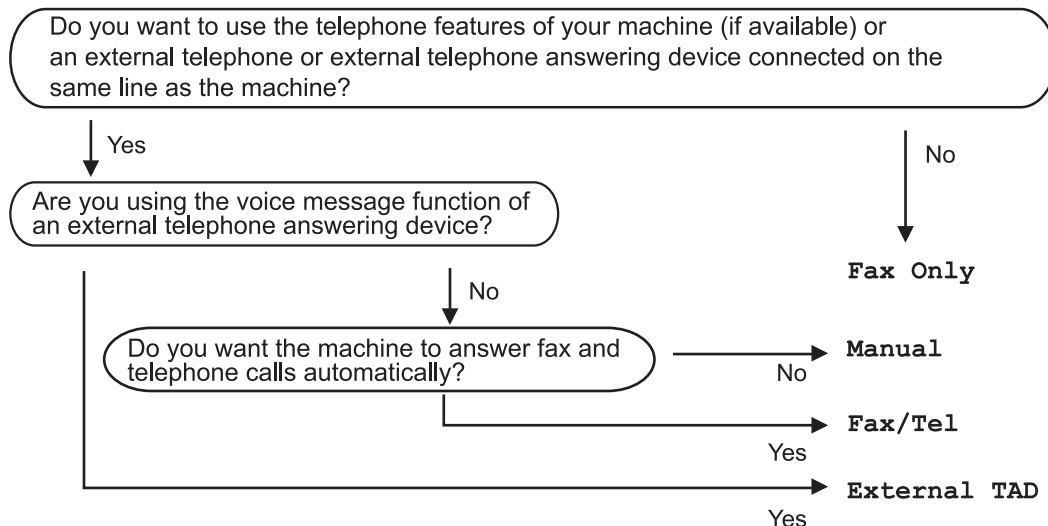 Do you want to use the telephone features of your machine (if available) or
an external telephone or external telephone answering device connected on the
same line as the machine?
Yes
No
Are you using the voice message function of
an external telephone answering device?
Fax Only
No
Do you want the machine to answer fax and
telephone calls automatically?
Manual
No
Fax/Tel
Yes
External TAD
Yes